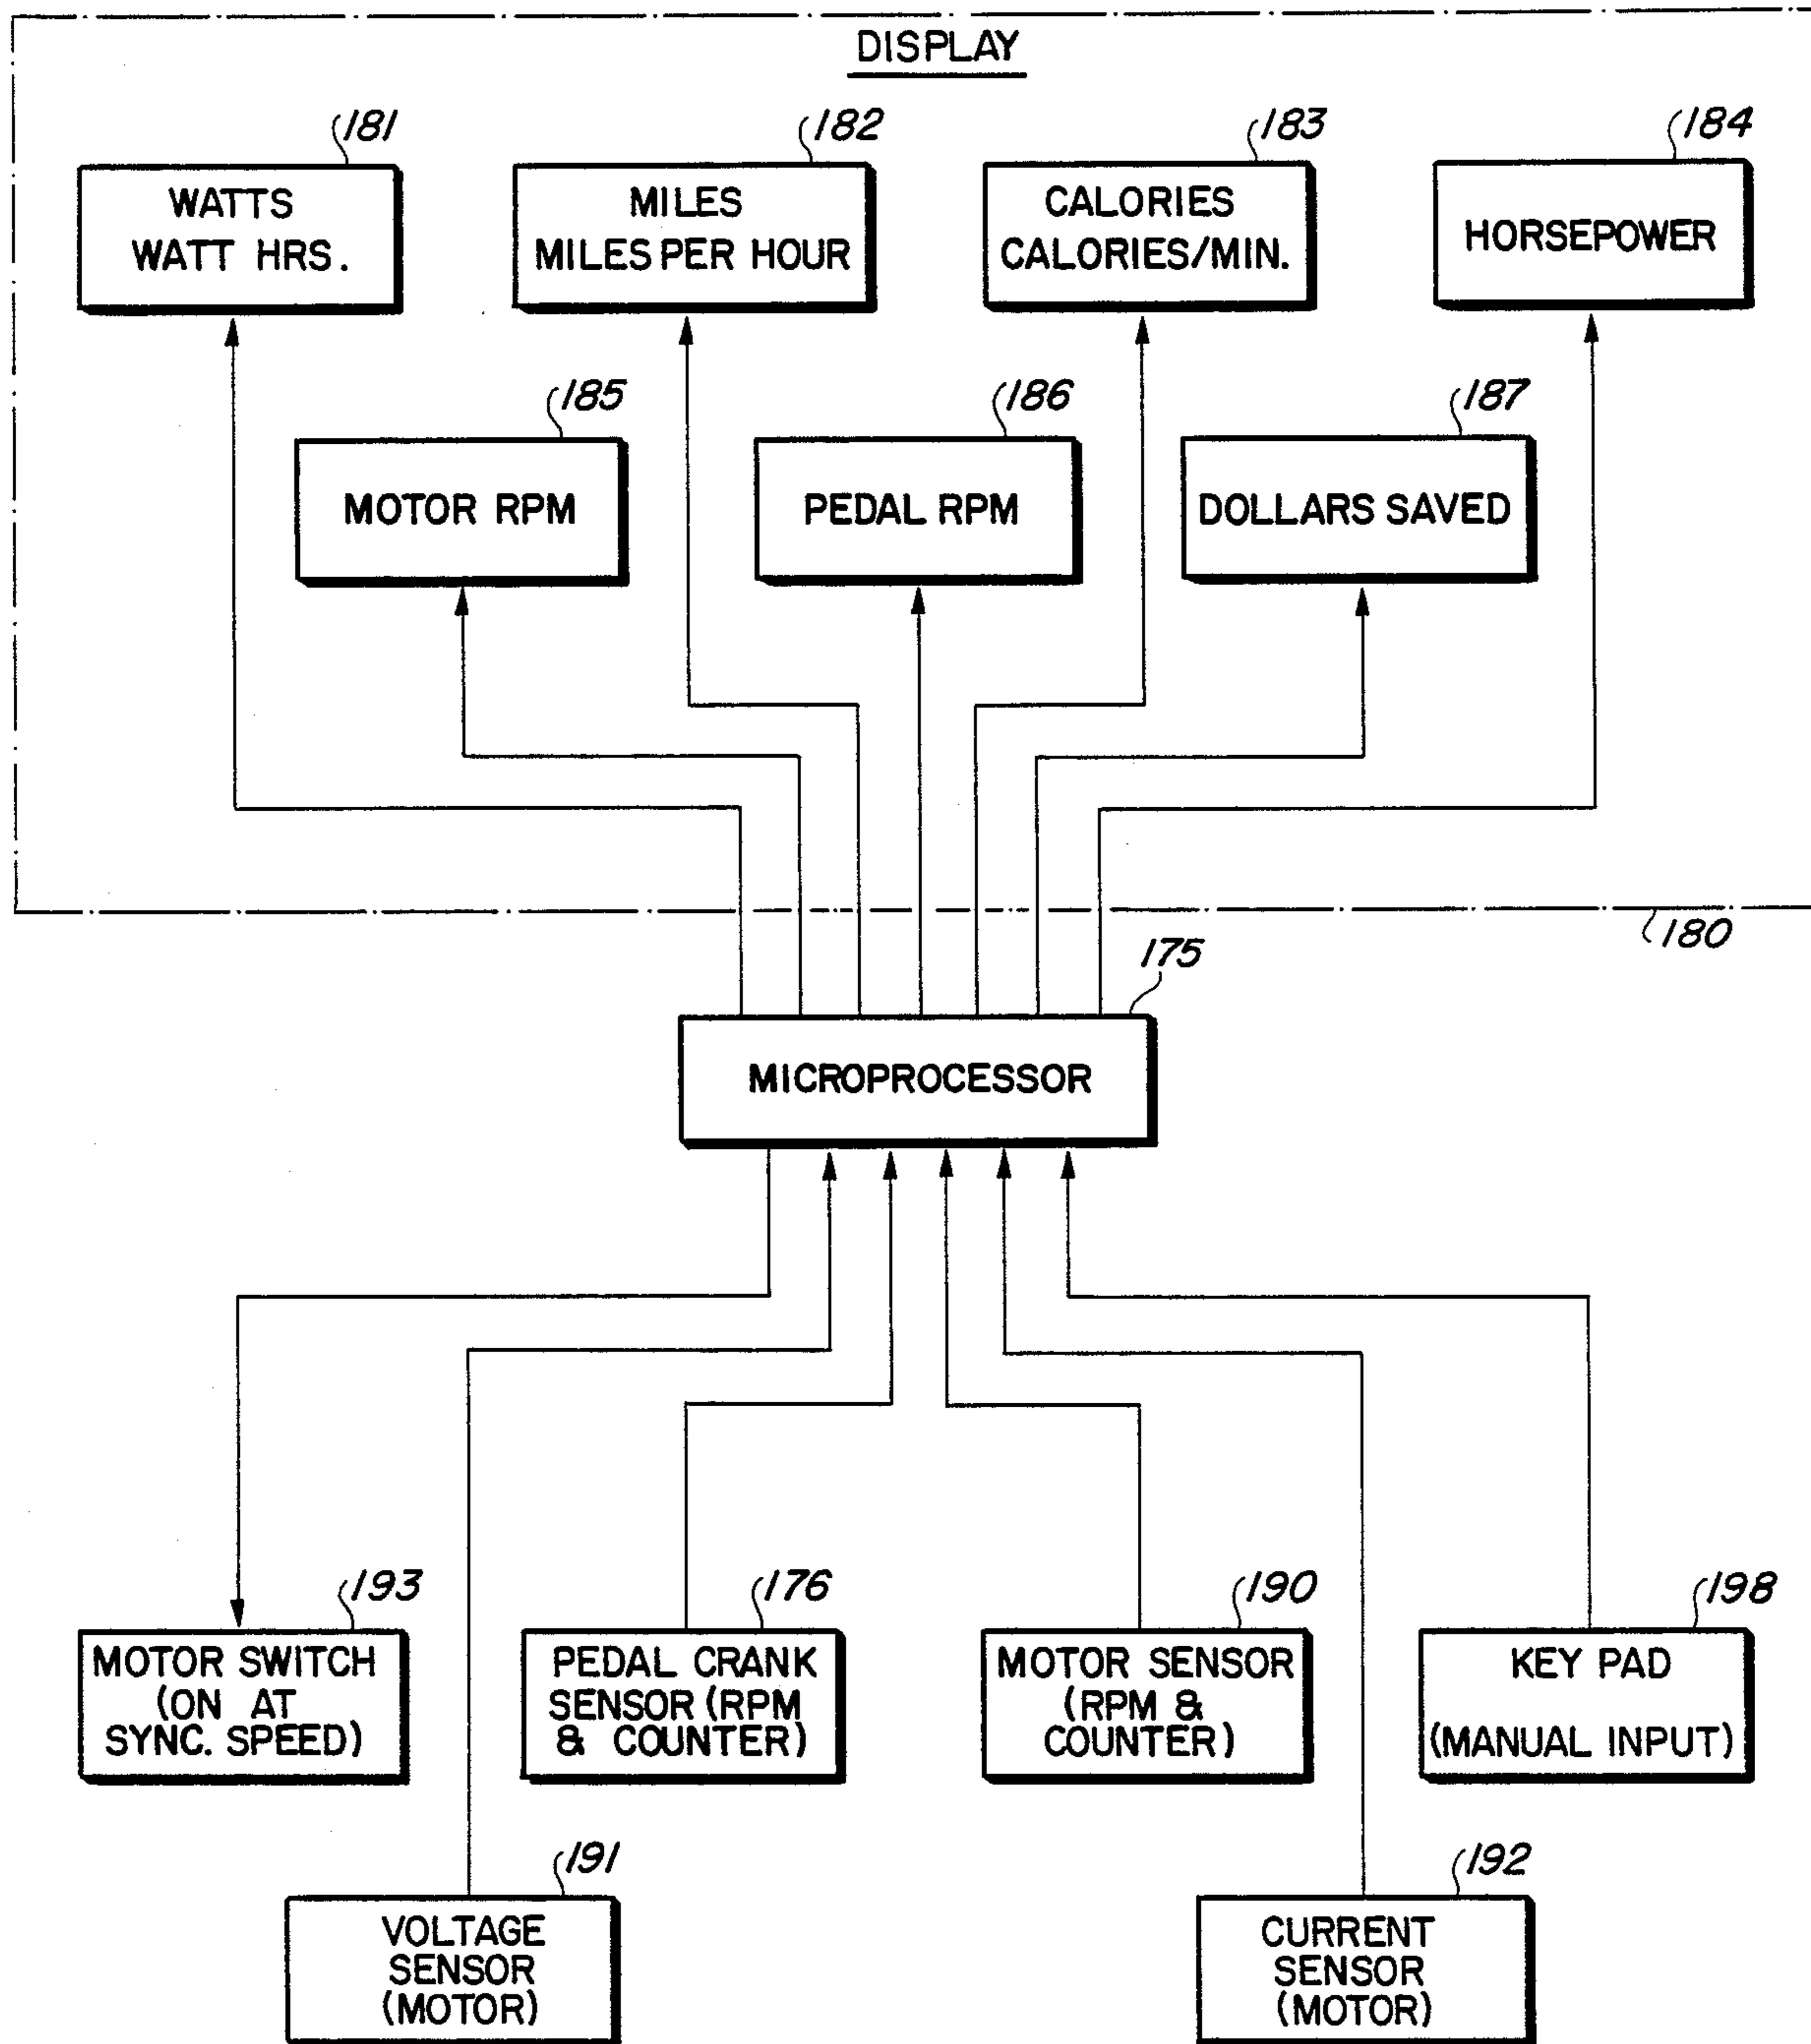 DISPLAY
181
182
183
184
WATTS
WATT HRS.
MILES
MILES PER HOUR
CALORIES
CALORIES/MIN.
HORSEPOWER
185
186
187
MOTOR RPM
PEDAL RPM
DOLLARS SAVED
180
175
MICROPROCESSOR
193
176
190
198
MOTOR SWITCH
(ON AT
SYNC. SPEED)
PEDAL CRANK
SENSOR (RPM
& COUNTER)
MOTOR SENSOR
(RPM &
COUNTER)
KEY PAD
(MANUAL INPUT)
191
192
VOLTAGE
SENSOR
(MOTOR)
CURRENT
SENSOR
(MOTOR)